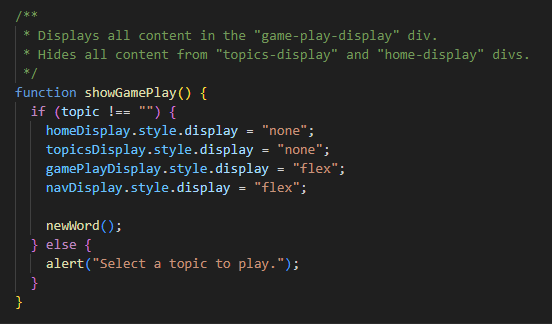 /**
 * Displays all content in the "game-play-display" div.
 * Hides all content from "topics-display" and "home-display" divs.
 */
function showGamePlay() {
  if (topic !== "") {
    homeDisplay.style.display = "none";
    topicsDisplay.style.display = "none";
    gamePlayDisplay.style.display = "flex";
    navDisplay.style.display = "flex";

    newWord();
  } else {
    alert("Select a topic to play.");
  }
}